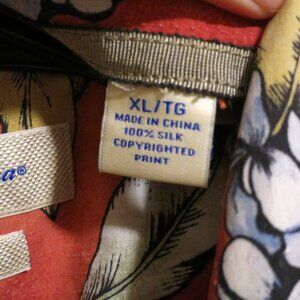 XL/TG
MADE IN CHINA
100% SILK
COPYRIGHTED
PRINT